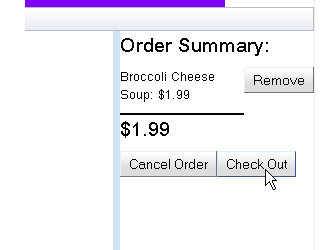 Order Summary:
Broccoli Cheese
Soup: $1.99
Remove
$1.99
Cancel Order
Check Out